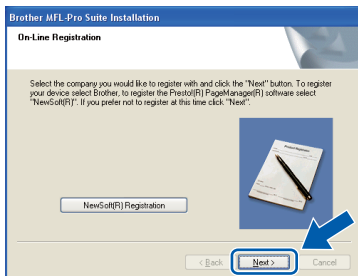 Brother MFL-Pro Suite Installation
On-Line Registration
Select the company you would like to register with and click the "Next" button. To register
your device select Brother, to register the Presto!(R) PageManager(R) software select
"NewSoft(R)". If you prefer not to register at this time click "Next".
NewSoft(R) Registration
< Back
Next >
Cancel